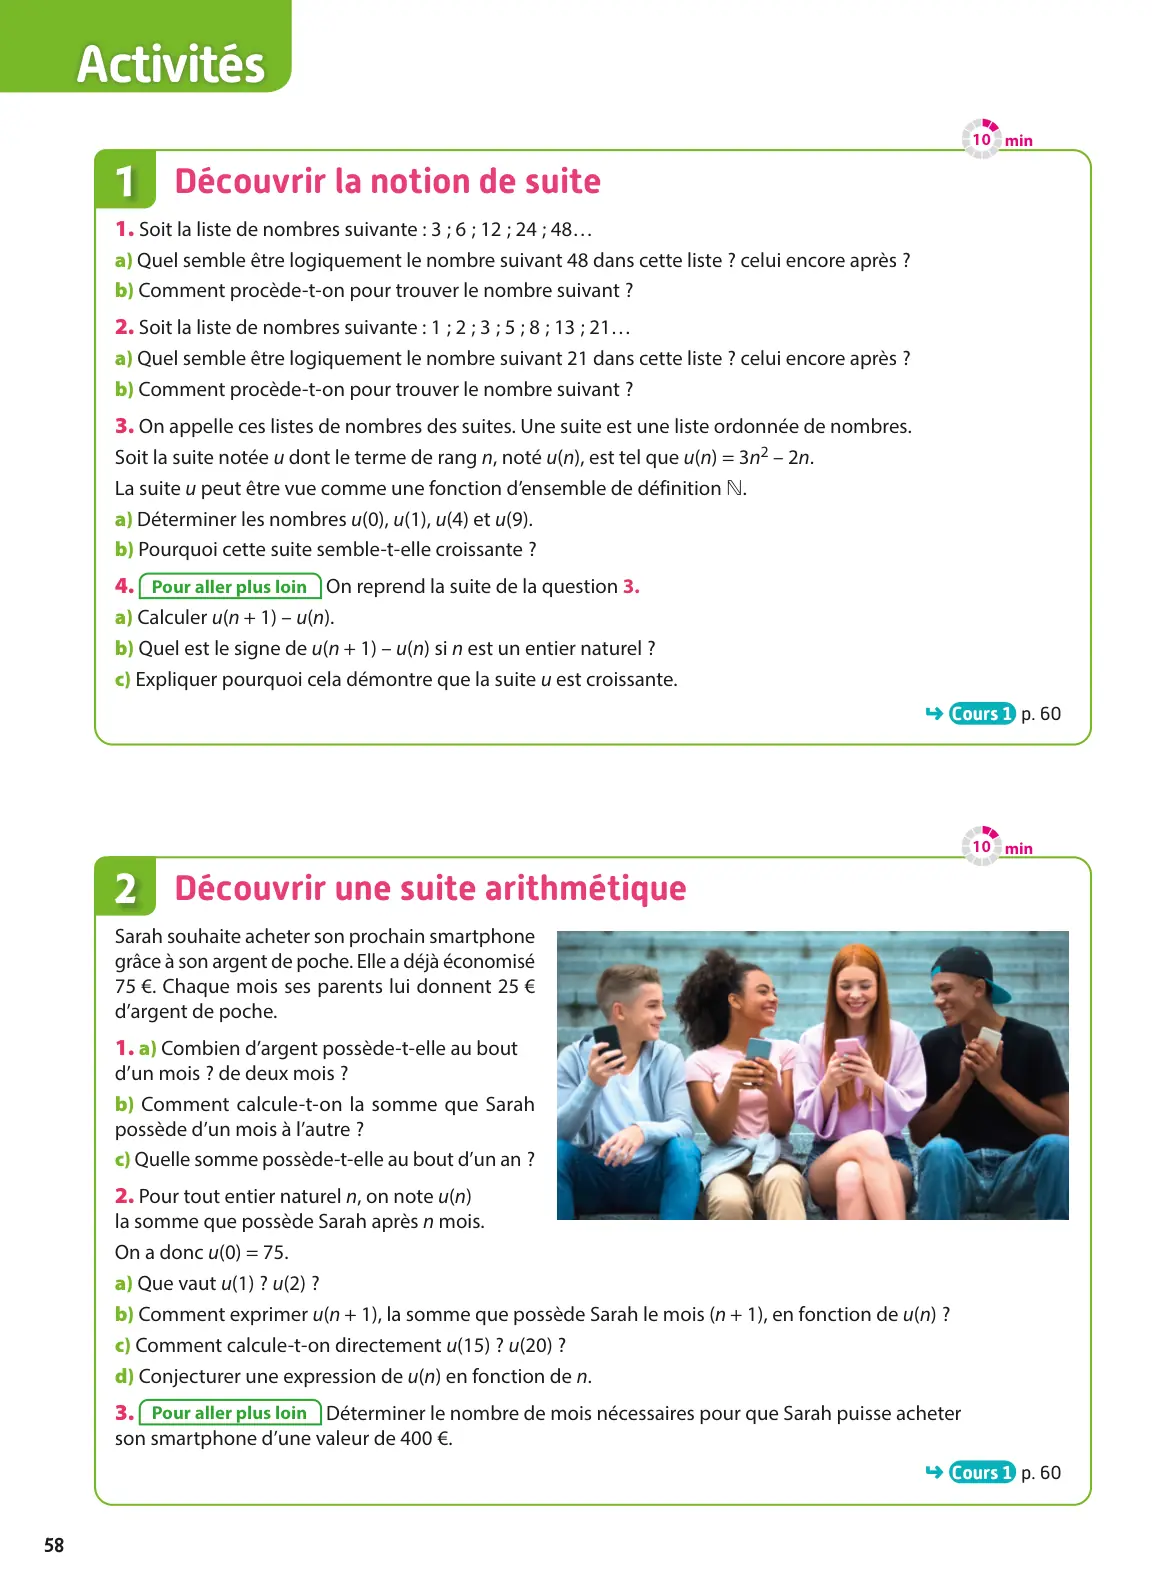 Activités
10 min
1 Découvrir la notion de suite
1. Soit la liste de nombres suivante : 3 ; 6 ; 12 ; 24 ; 48…
a) Quel semble être logiquement le nombre suivant 48 dans cette liste ? celui encore après ?
b) Comment procède-t-on pour trouver le nombre suivant ?
2. Soit la liste de nombres suivante : 1 ; 2 ; 3 ; 5 ; 8 ; 13 ; 21…
a) Quel semble être logiquement le nombre suivant 21 dans cette liste ? celui encore après ?
b) Comment procède-t-on pour trouver le nombre suivant ?
3. On appelle ces listes de nombres des suites. Une suite est une liste ordonnée de nombres.
Soit la suite notée u dont le terme de rang n, noté u(n), est tel que u(n) = 3n² – 2n.
La suite u peut être vue comme une fonction d’ensemble de définition ℕ.
a) Déterminer les nombres u(0), u(1), u(4) et u(9).
b) Pourquoi cette suite semble-t-elle croissante ?
4. Pour aller plus loin On reprend la suite de la question 3.
a) Calculer u(n + 1) – u(n).
b) Quel est le signe de u(n + 1) – u(n) si n est un entier naturel ?
c) Expliquer pourquoi cela démontre que la suite u est croissante.
↪ Cours 1 p. 60
10 min
2 Découvrir une suite arithmétique
Sarah souhaite acheter son prochain smartphone
grâce à son argent de poche. Elle a déjà économisé
75 €. Chaque mois ses parents lui donnent 25 €
d’argent de poche.
1. a) Combien d’argent possède-t-elle au bout
d’un mois ? de deux mois ?
b) Comment calcule-t-on la somme que Sarah
possède d’un mois à l’autre ?
c) Quelle somme possède-t-elle au bout d’un an ?
2. Pour tout entier naturel n, on note u(n)
la somme que possède Sarah après n mois.
On a donc u(0) = 75.
a) Que vaut u(1) ? u(2) ?
b) Comment exprimer u(n + 1), la somme que possède Sarah le mois (n + 1), en fonction de u(n) ?
c) Comment calcule-t-on directement u(15) ? u(20) ?
d) Conjecturer une expression de u(n) en fonction de n.
3. Pour aller plus loin Déterminer le nombre de mois nécessaires pour que Sarah puisse acheter
son smartphone d’une valeur de 400 €.
↪ Cours 1 p. 60
58